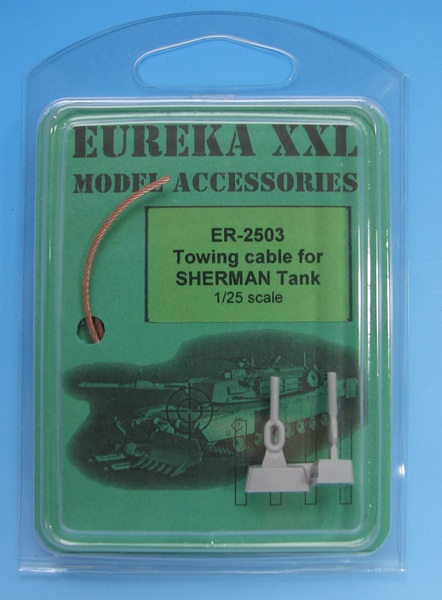 EUREKA XXL
MODEL ACCESSORIES
ER-2503
Towing cable for
SHERMAN Tank
1/25 scale